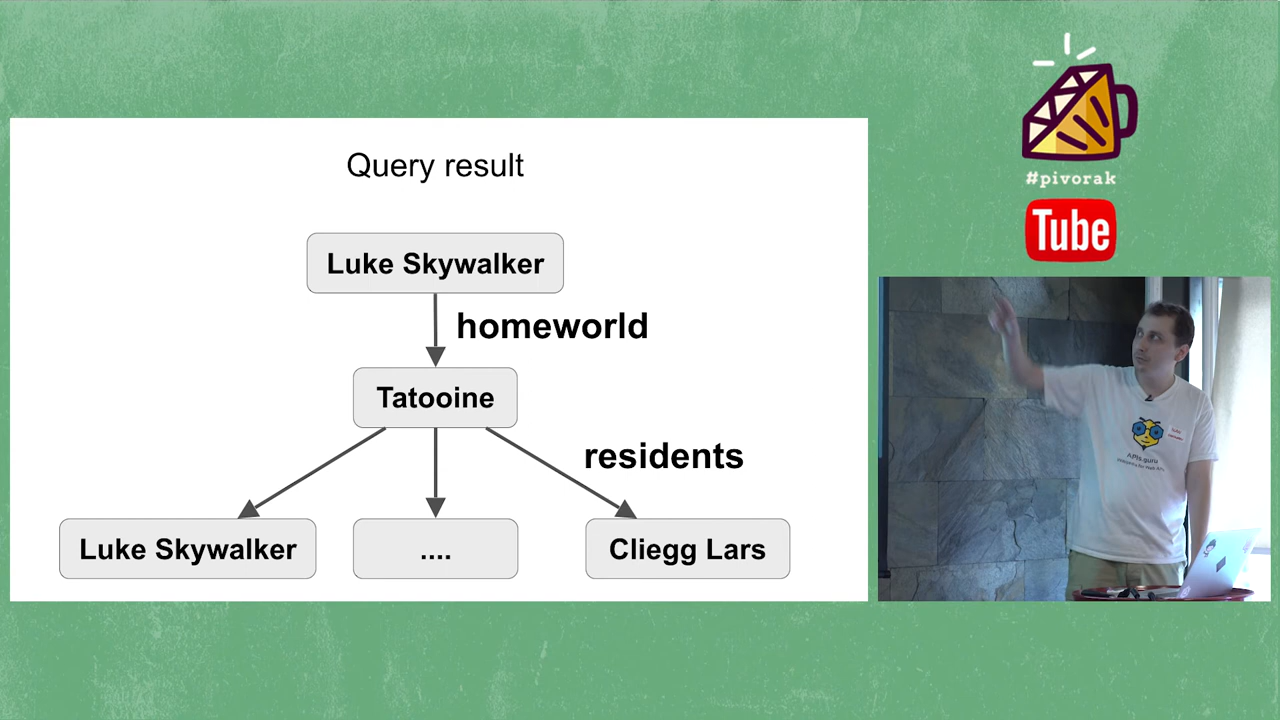 Query result
Luke Skywalker
homeworld
Tatooine
residents
Luke Skywalker
....
Cliegg Lars
#pivorak
Tube
APIs.guru